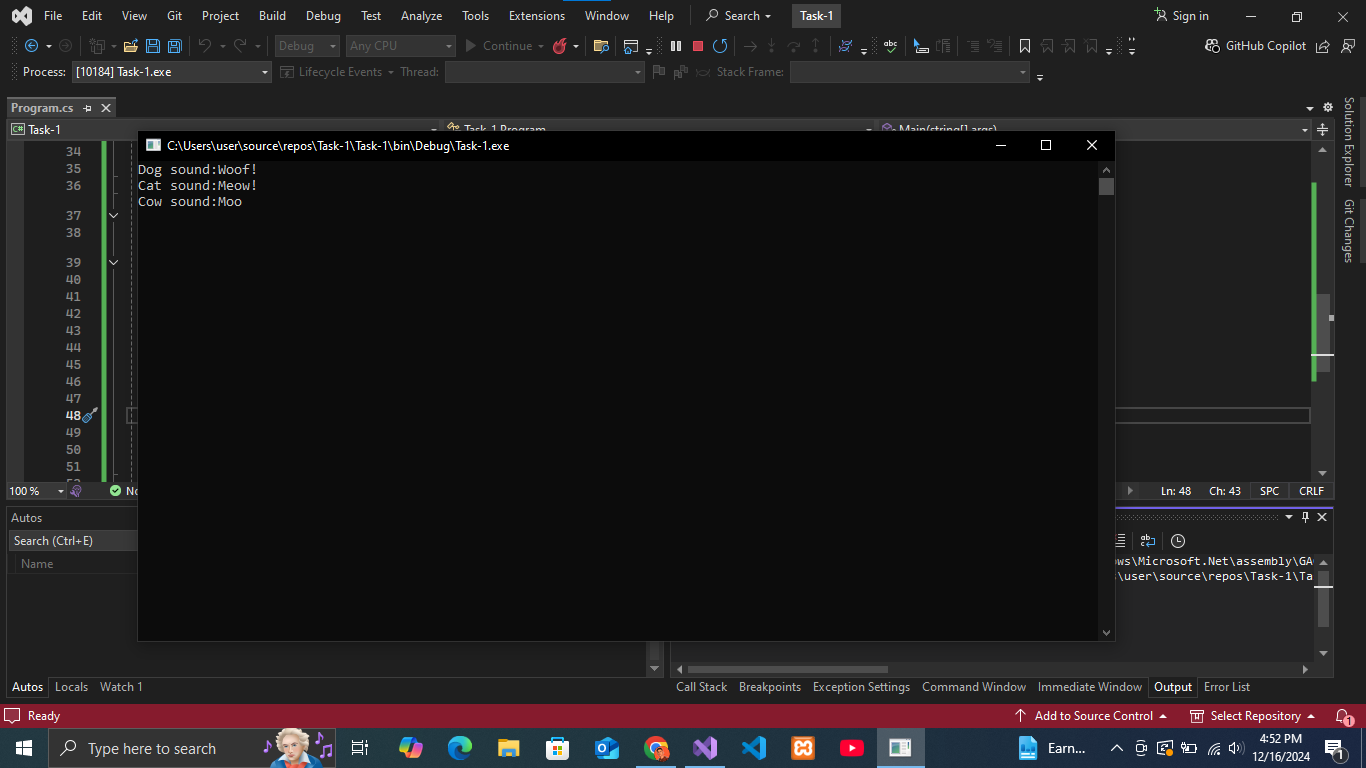 File Edit View Git Project Build Debug Test Analyze Tools Extensions Window Help Search Task-1 Sign in
Debug Any CPU Continue GitHub Copilot
Process: [10184] Task-1.exe Lifecycle Events Thread: Stack Frame:
Program.cs
Task-1 Task_1.Program Main(string[] args)
C:\Users\user\source\repos\Task-1\Task-1\bin\Debug\Task-1.exe
Dog sound:Woof!
Cat sound:Meow!
Cow sound:Moo
34
35
36
37
38
39
40
41
42
43
44
45
46
47
48
49
50
51
Solution Explorer
Git Changes
100 % No Ln: 48 Ch: 43 SPC CRLF
Autos
Search (Ctrl+E)
Name
ws\Microsoft.Net\assembly\GA
\user\source\repos\Task-1\Ta
Autos Locals Watch 1
Call Stack Breakpoints Exception Settings Command Window Immediate Window Output Error List
Ready Add to Source Control Select Repository 1
Type here to search
Earn...
4:52 PM
12/16/2024
1